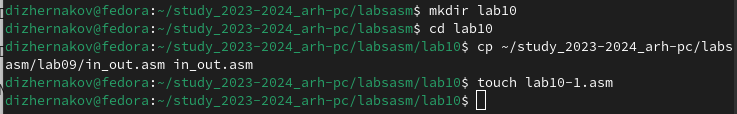 dizhernakov@fedora:~/study_2023-2024_arh-pc/labsasm$ mkdir lab10
dizhernakov@fedora:~/study_2023-2024_arh-pc/labsasm$ cd lab10
dizhernakov@fedora:~/study_2023-2024_arh-pc/labsasm/lab10$ cp ~/study_2023-2024_arh-pc/labs
asm/lab09/in_out.asm in_out.asm
dizhernakov@fedora:~/study_2023-2024_arh-pc/labsasm/lab10$ touch lab10-1.asm
dizhernakov@fedora:~/study_2023-2024_arh-pc/labsasm/lab10$